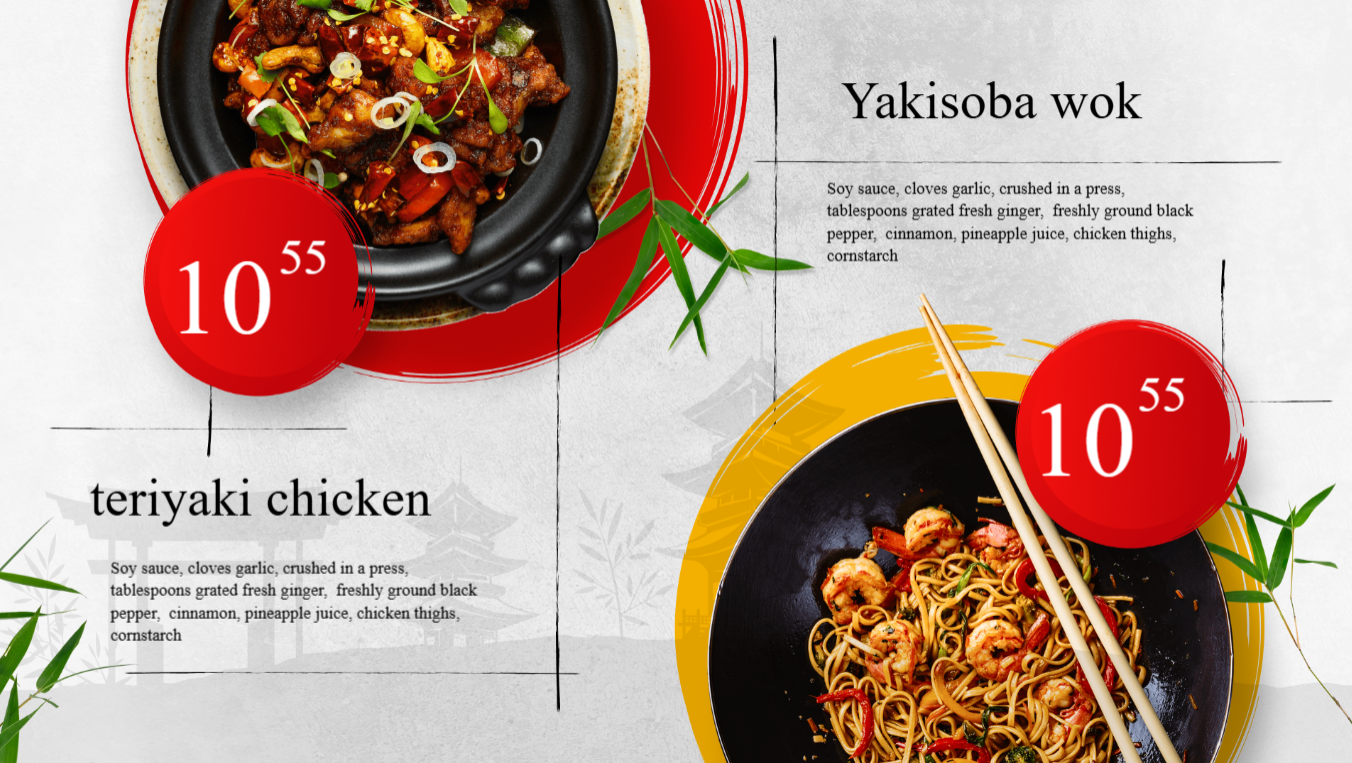 Yakisoba wok
Soy sauce, cloves garlic, crushed in a press,
tablespoons grated fresh ginger,  freshly ground black
pepper,  cinnamon, pineapple juice, chicken thighs,
cornstarch
10 55
10 55
teriyaki chicken
Soy sauce, cloves garlic, crushed in a press,
tablespoons grated fresh ginger,  freshly ground black
pepper,  cinnamon, pineapple juice, chicken thighs,
cornstarch